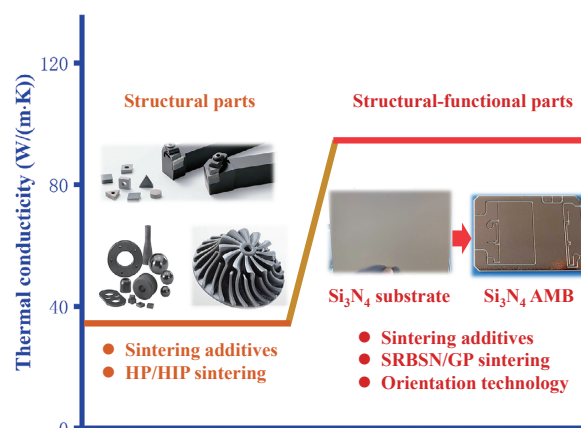 Thermal conducticity (W/(m·K))
120
80
40
0
Structural parts
Sintering additives
HP/HIP sintering
Structural-functional parts
Si₃N₄ substrate
Si₃N₄ AMB
Sintering additives
SRBSN/GP sintering
Orientation technology